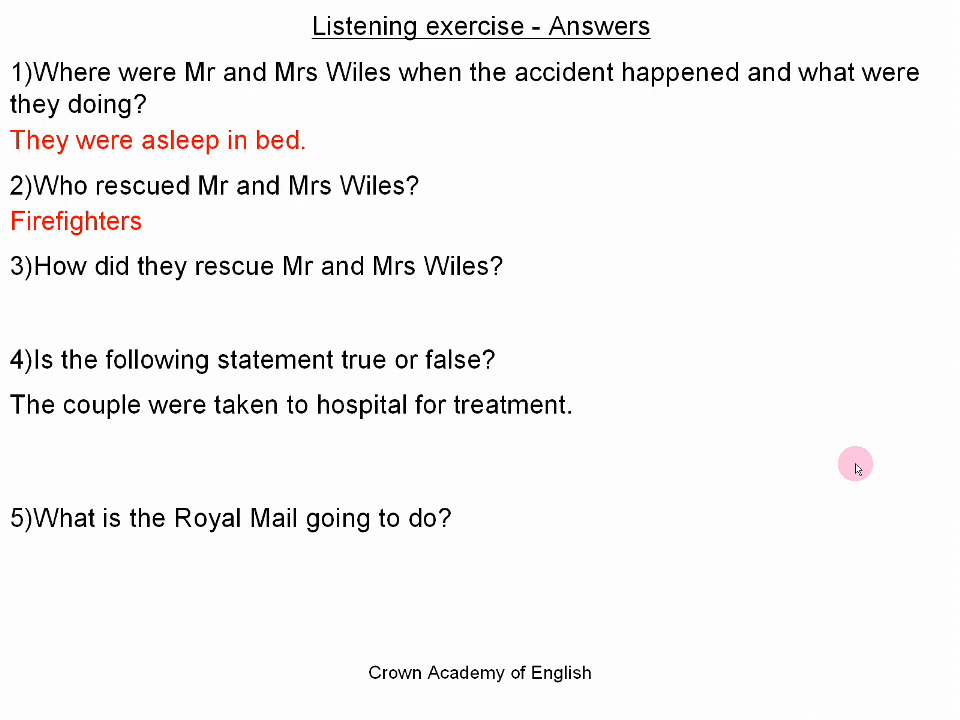 Listening exercise - Answers
1)Where were Mr and Mrs Wiles when the accident happened and what were
they doing?
They were asleep in bed.
2)Who rescued Mr and Mrs Wiles?
Firefighters
3)How did they rescue Mr and Mrs Wiles?
4)Is the following statement true or false?
The couple were taken to hospital for treatment.
5)What is the Royal Mail going to do?
Crown Academy of English